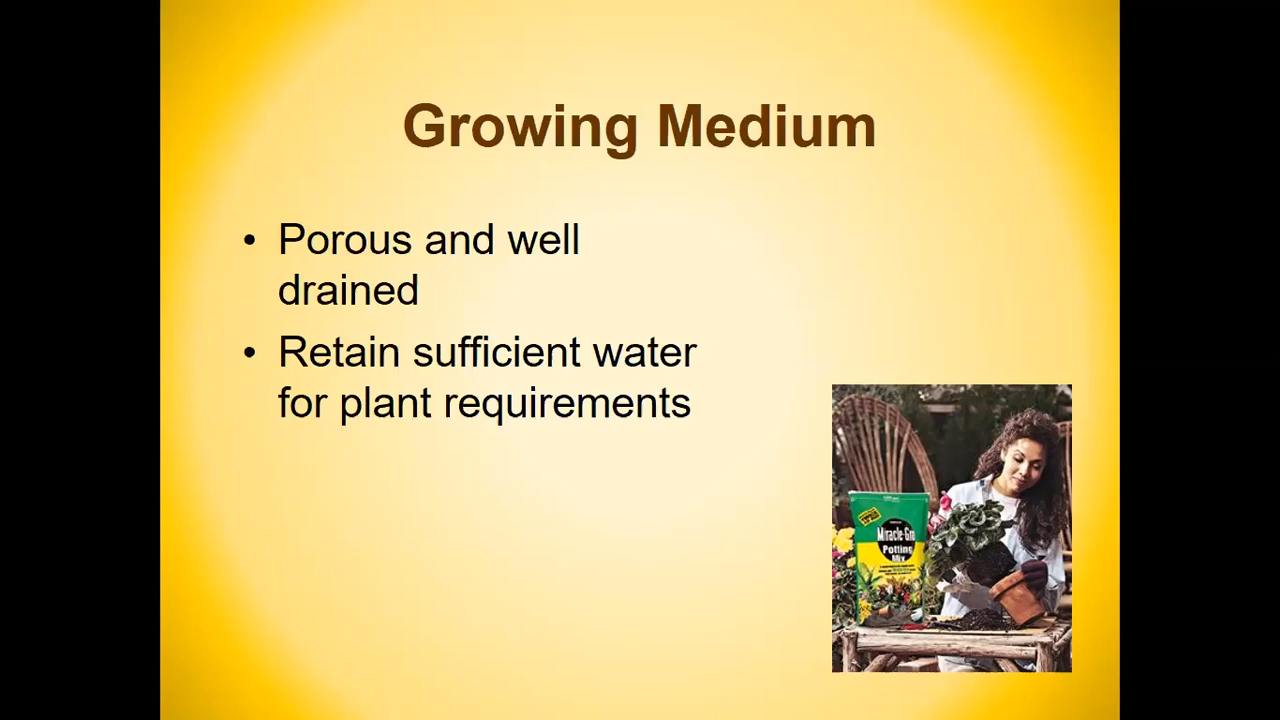 Growing Medium
• Porous and well
drained
• Retain sufficient water
for plant requirements
Miracle-Gro
Potting
Mix